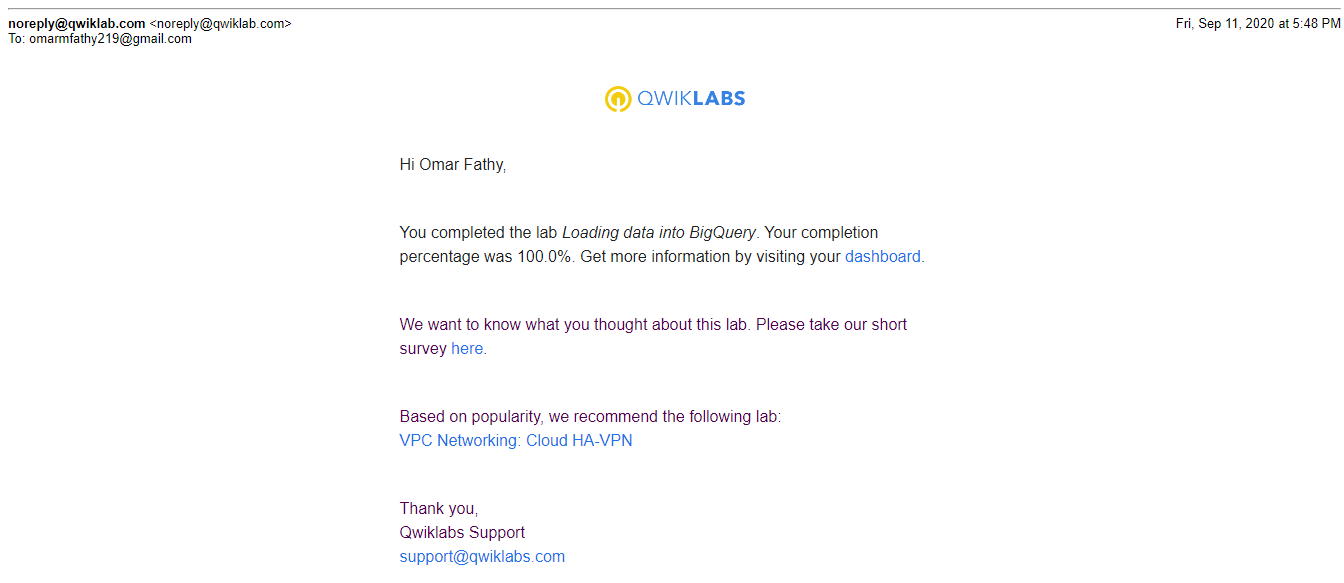 noreply@qwiklab.com <noreply@qwiklab.com>
Fri, Sep 11, 2020 at 5:48 PM
To: omarmfathy219@gmail.com
QWIKLABS
Hi Omar Fathy,
You completed the lab Loading data into BigQuery. Your completion
percentage was 100.0%. Get more information by visiting your dashboard.
We want to know what you thought about this lab. Please take our short
survey here.
Based on popularity, we recommend the following lab:
VPC Networking: Cloud HA-VPN
Thank you,
Qwiklabs Support
support@qwiklabs.com